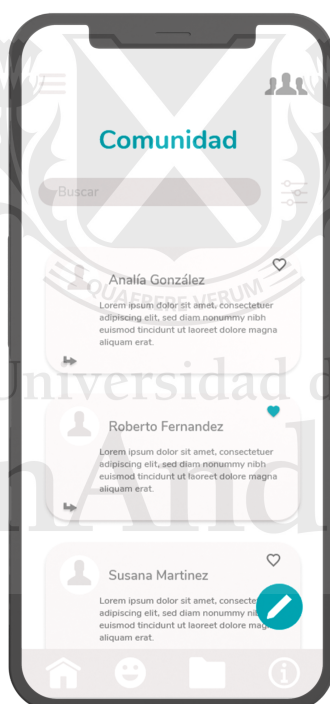 Comunidad
Buscar
QUAERERE VERUM
Analía González
Lorem ipsum dolor sit amet, consectetuer
adipiscing elit, sed diam nonummy nibh
euismod tincidunt ut laoreet dolore magna
aliquam erat.
Universidad d
Roberto Fernandez
Lorem ipsum dolor sit amet, consectetuer
adipiscing elit, sed diam nonummy nibh
euismod tincidunt ut laoreet dolore magna
aliquam erat.
nAnd
Susana Martinez
Lorem ipsum dolor sit amet, consectetuer
adipiscing elit, sed diam nonummy
euismod tincidunt ut laoreet dolore
aliquam erat.